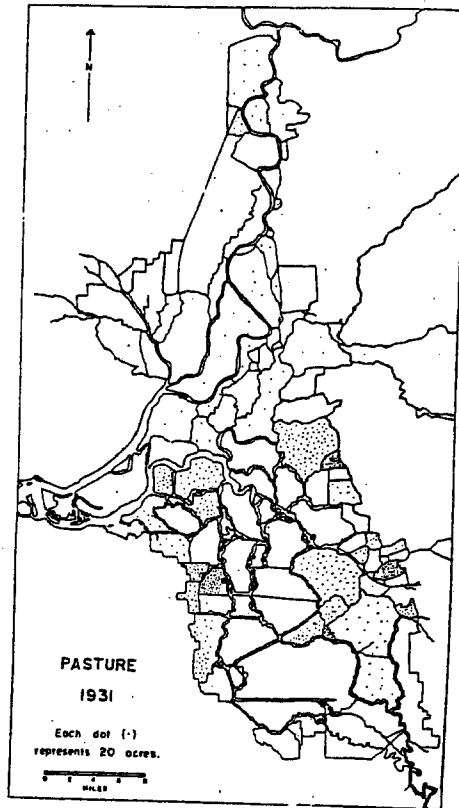 N
PASTURE
1931
Each dot (·)
represents 20 acres.
MILES